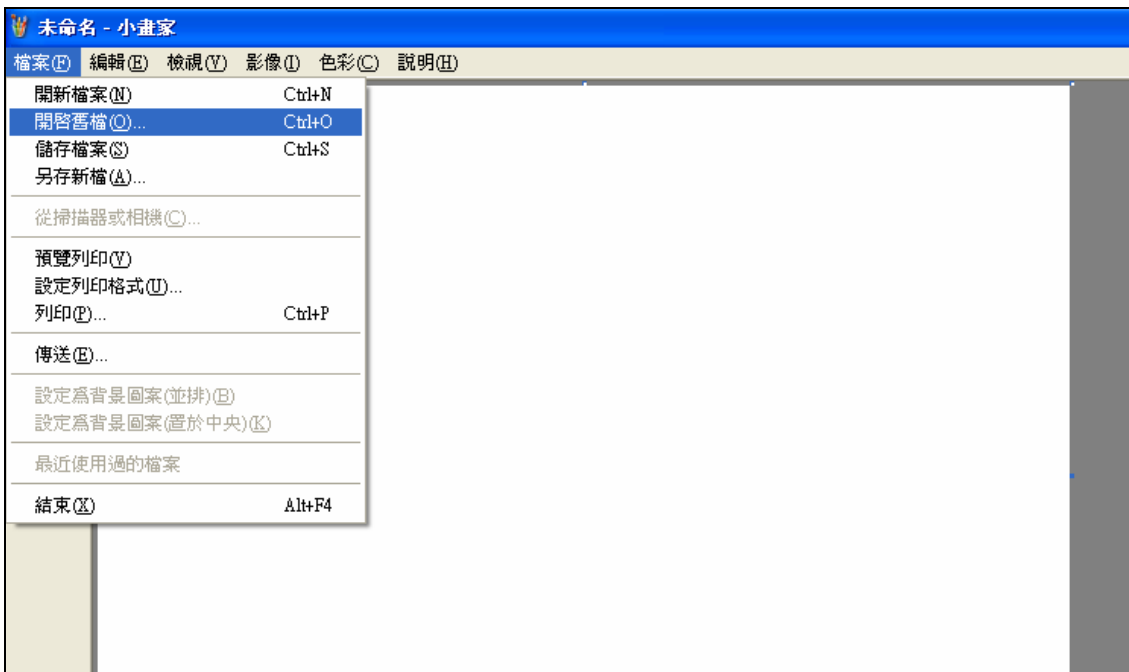 未命名 - 小畫家
檔案(F) 編輯(E) 檢視(V) 影像(I) 色彩(C) 說明(H)
開新檔案(N) Ctrl+N
開啓舊檔(O)... Ctrl+O
儲存檔案(S) Ctrl+S
另存新檔(A)...
從掃描器或相機(C)...
預覽列印(V)
設定列印格式(U)...
列印(P)... Ctrl+P
傳送(E)...
設定爲背景圖案(並排)(B)
設定爲背景圖案(置於中央)(K)
最近使用過的檔案
結束(X) Alt+F4